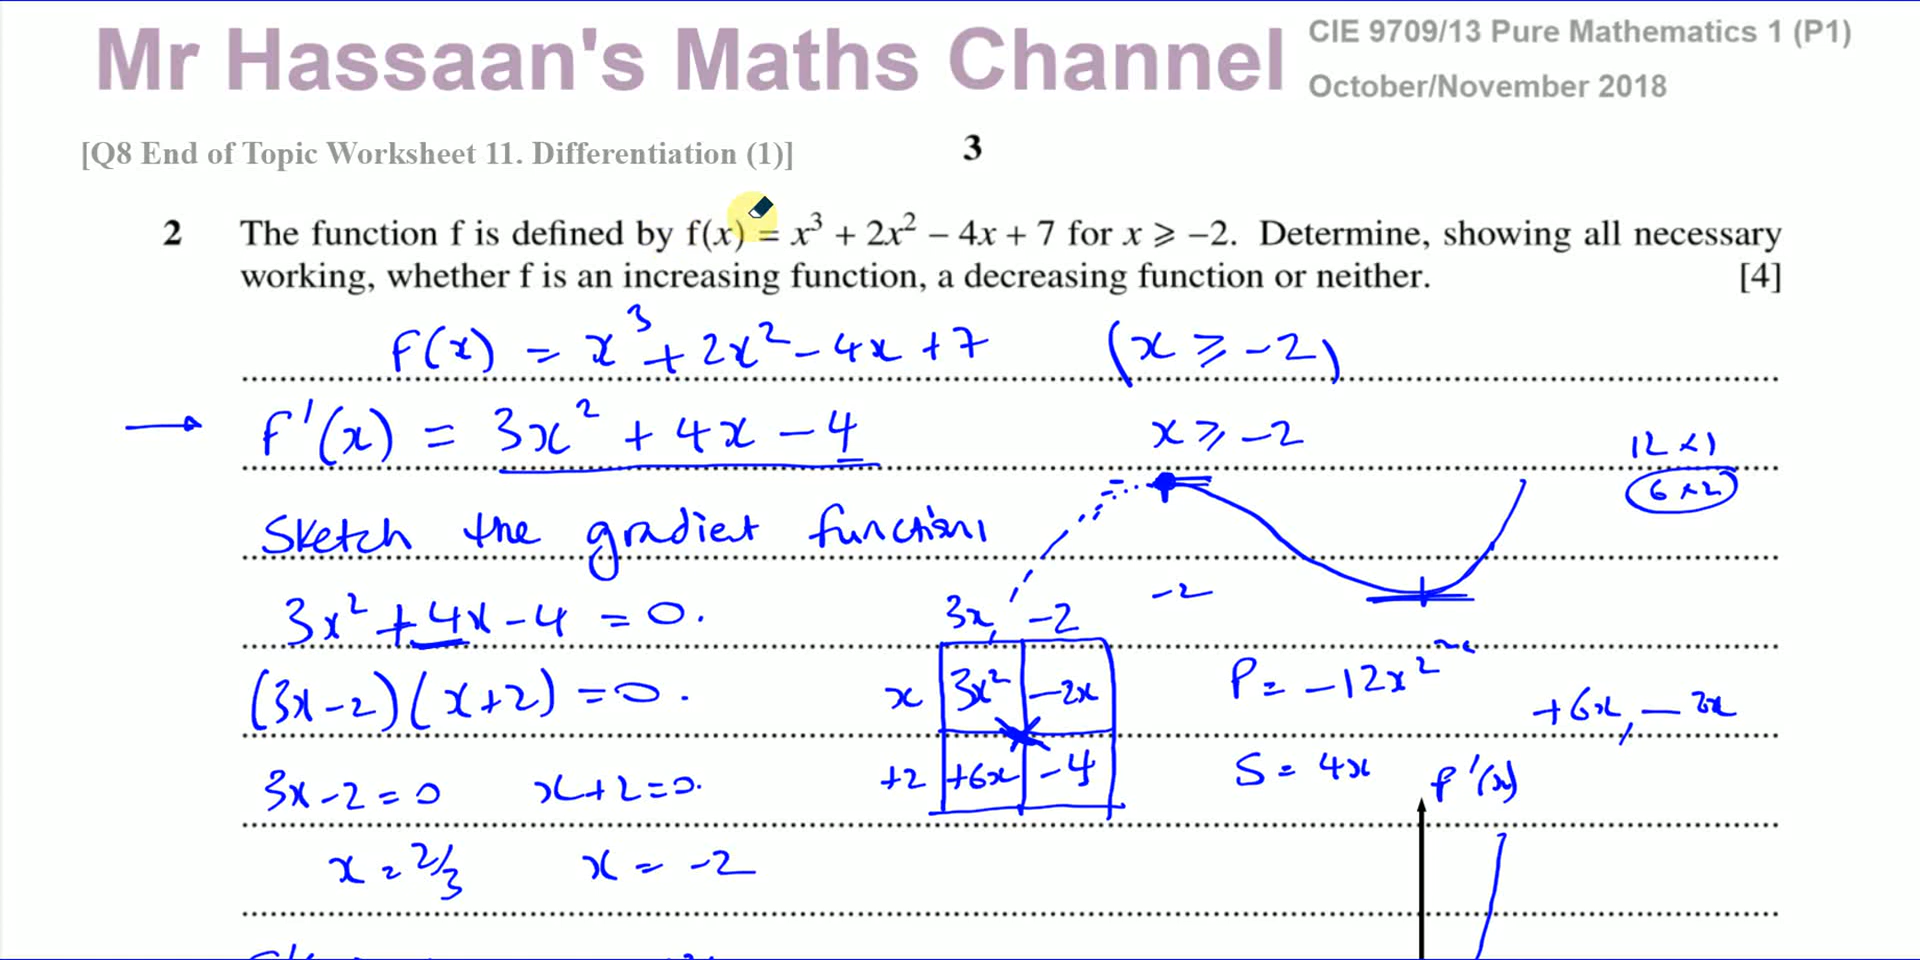 Mr Hassaan's Maths Channel
CIE 9709/13 Pure Mathematics 1 (P1)
October/November 2018
[Q8 End of Topic Worksheet 11. Differentiation (1)]
3
2 The function f is defined by f(x) = x³ + 2x² − 4x + 7 for x ⩾ −2. Determine, showing all necessary
working, whether f is an increasing function, a decreasing function or neither. [4]
f(x) = x³ + 2x² − 4x + 7 (x ⩾ −2)
→ f'(x) = 3x² + 4x − 4 x ⩾ −2
12 × 1
6 × 2
Sketch the gradient function
3x² + 4x − 4 = 0.
(3x − 2)(x + 2) = 0.
3x − 2 = 0 x + 2 = 0.
x = 2/3 x = −2
−2
3x, −2
x 3x² −2x
+2 +6x −4
P = −12x²
+6x, − 2x
S = 4x
f'(x)